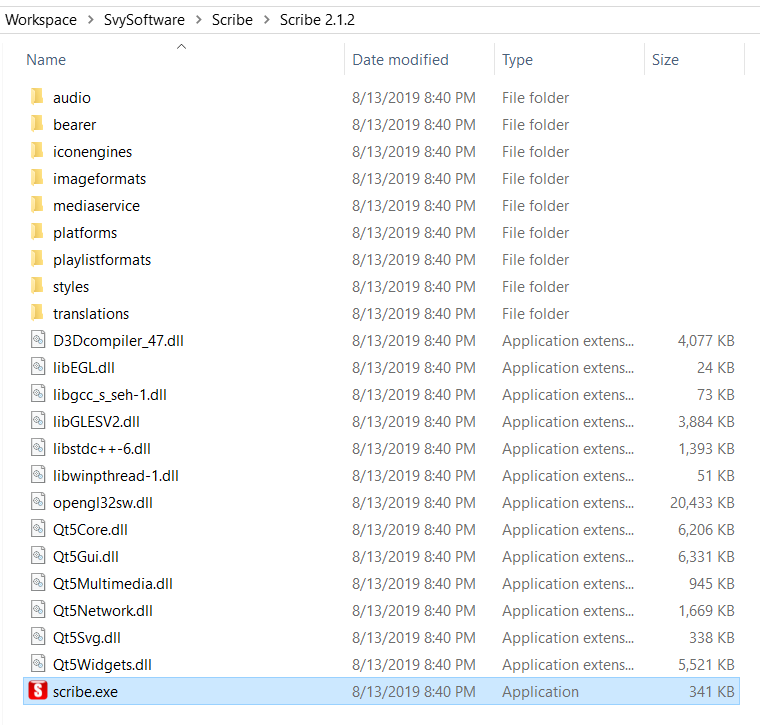 Workspace > SvySoftware > Scribe > Scribe 2.1.2
Name Date modified Type Size
audio 8/13/2019 8:40 PM File folder
bearer 8/13/2019 8:40 PM File folder
iconengines 8/13/2019 8:40 PM File folder
imageformats 8/13/2019 8:40 PM File folder
mediaservice 8/13/2019 8:40 PM File folder
platforms 8/13/2019 8:40 PM File folder
playlistformats 8/13/2019 8:40 PM File folder
styles 8/13/2019 8:40 PM File folder
translations 8/13/2019 8:40 PM File folder
D3Dcompiler_47.dll 8/13/2019 8:40 PM Application extens... 4,077 KB
libEGL.dll 8/13/2019 8:40 PM Application extens... 24 KB
libgcc_s_seh-1.dll 8/13/2019 8:40 PM Application extens... 73 KB
libGLESV2.dll 8/13/2019 8:40 PM Application extens... 3,884 KB
libstdc++-6.dll 8/13/2019 8:40 PM Application extens... 1,393 KB
libwinpthread-1.dll 8/13/2019 8:40 PM Application extens... 51 KB
opengl32sw.dll 8/13/2019 8:40 PM Application extens... 20,433 KB
Qt5Core.dll 8/13/2019 8:40 PM Application extens... 6,206 KB
Qt5Gui.dll 8/13/2019 8:40 PM Application extens... 6,331 KB
Qt5Multimedia.dll 8/13/2019 8:40 PM Application extens... 945 KB
Qt5Network.dll 8/13/2019 8:40 PM Application extens... 1,669 KB
Qt5Svg.dll 8/13/2019 8:40 PM Application extens... 338 KB
Qt5Widgets.dll 8/13/2019 8:40 PM Application extens... 5,521 KB
S scribe.exe 8/13/2019 8:40 PM Application 341 KB